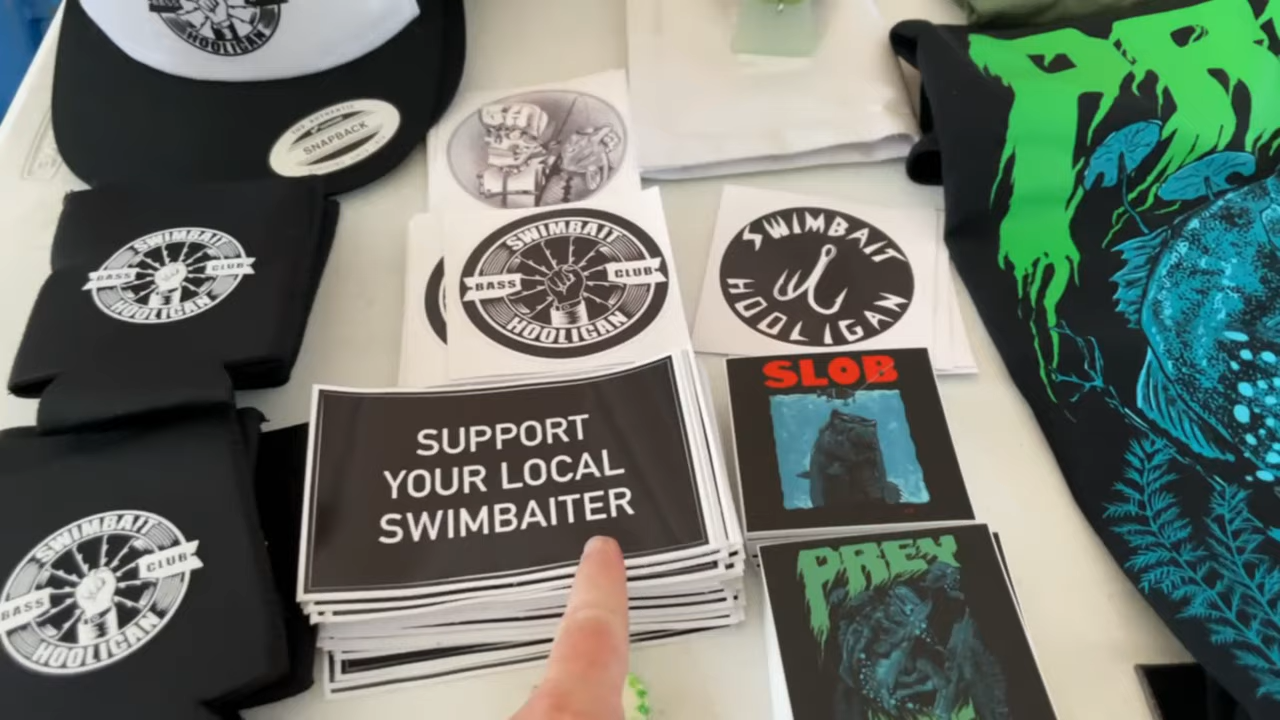 HOOLIGAN
SNAPBACK
SWIMBAIT
BASS CLUB
HOOLIGAN
SWIMBAIT
BASS CLUB
HOOLIGAN
SWIMBAIT
HOOLIGAN
SUPPORT
YOUR LOCAL
SWIMBAITER
SLOB
SWIMBAIT
BASS CLUB
HOOLIGAN
PREY